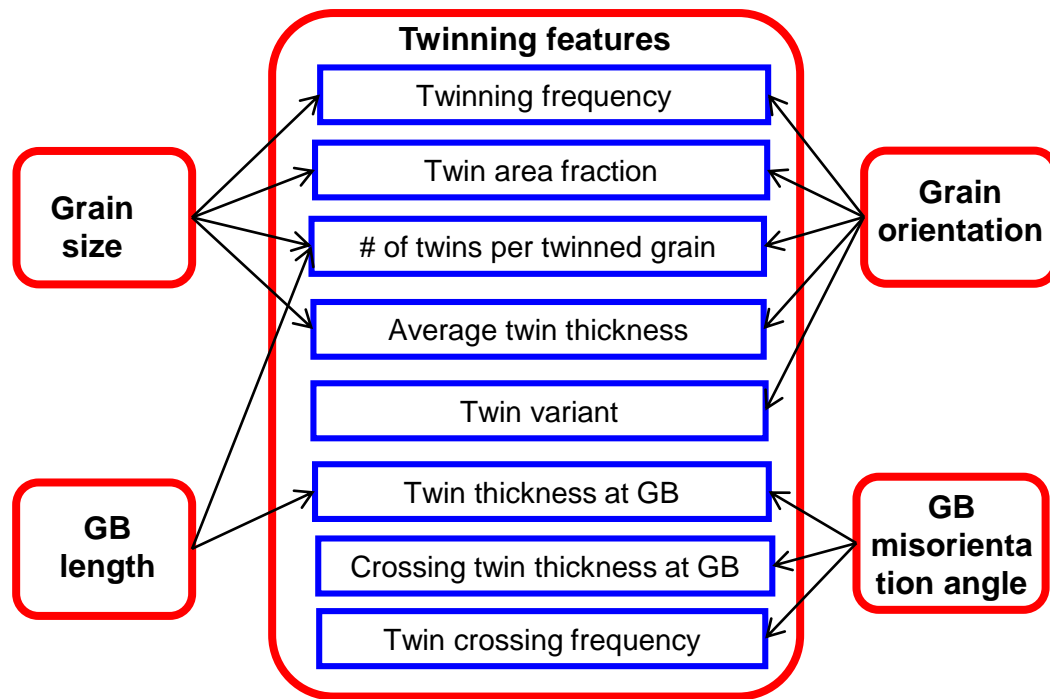 Twinning features
Twinning frequency
Twin area fraction
# of twins per twinned grain
Average twin thickness
Twin variant
Twin thickness at GB
Crossing twin thickness at GB
Twin crossing frequency
Grain
size
GB
length
Grain
orientation
GB
misorienta
tion angle